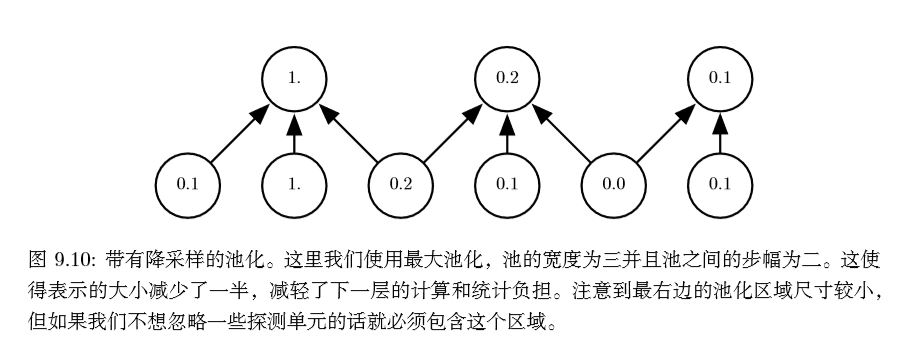 1. 0.2 0.1
0.1 1. 0.2 0.1 0.0 0.1
图 9.10: 带有降采样的池化。这里我们使用最大池化，池的宽度为三并且池之间的步幅为二。这使
得表示的大小减少了一半，减轻了下一层的计算和统计负担。注意到最右边的池化区域尺寸较小，
但如果我们不想忽略一些探测单元的话就必须包含这个区域。